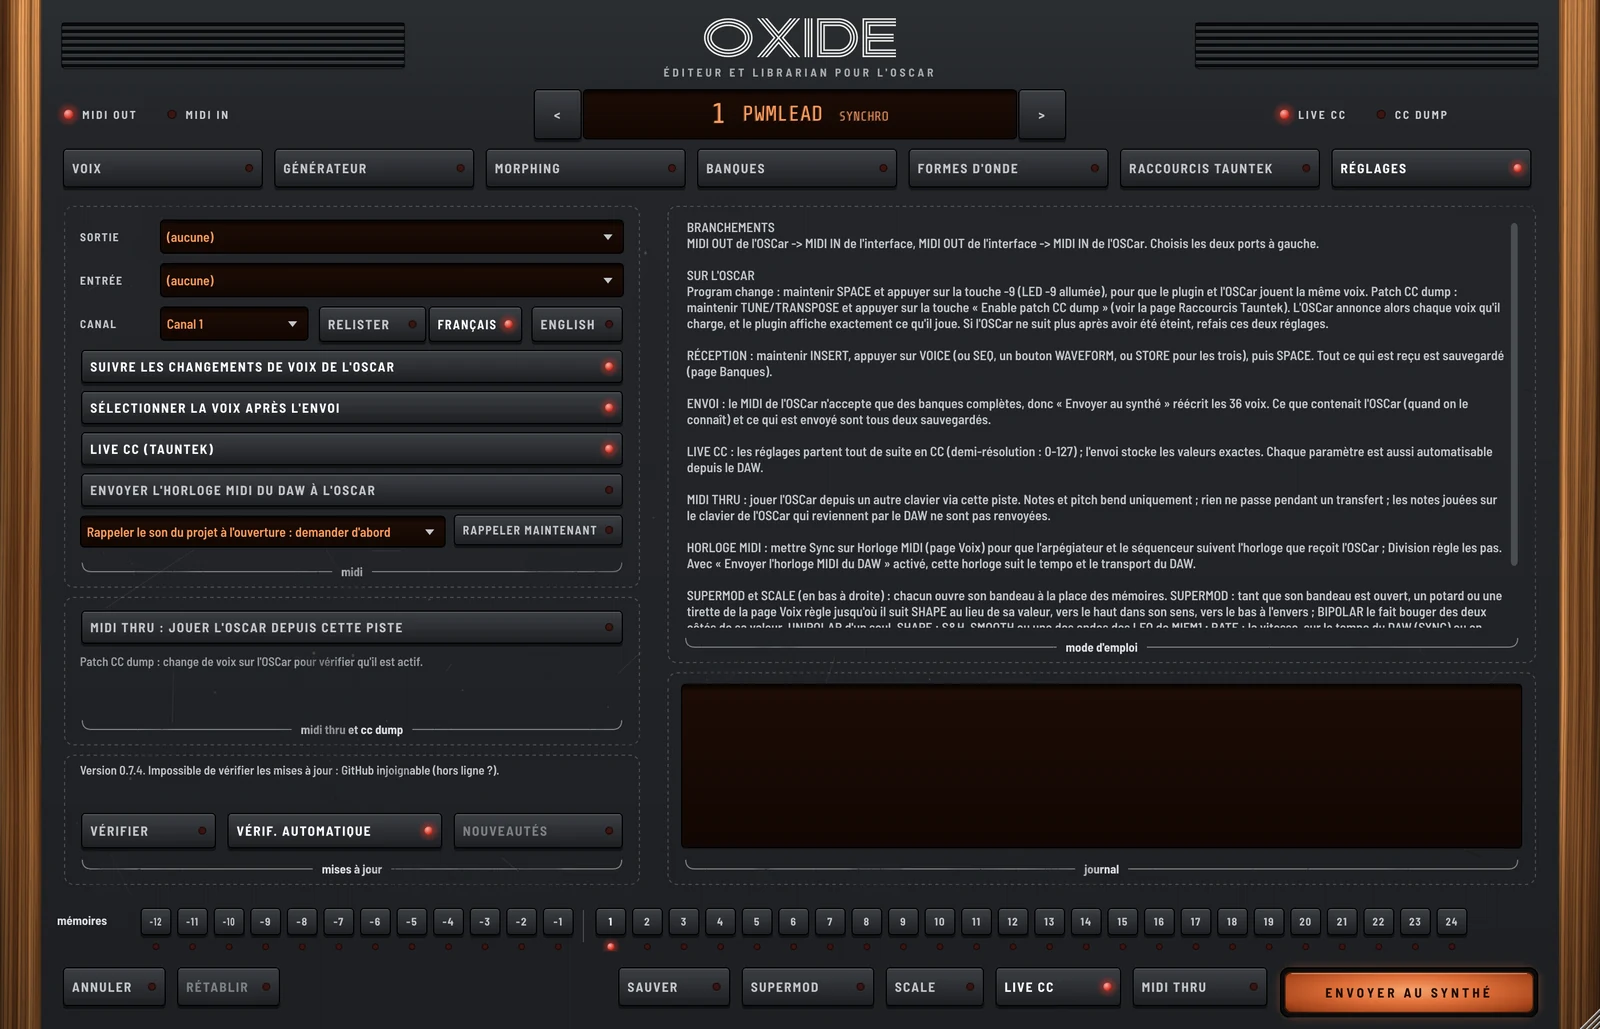 OXIDE
ÉDITEUR ET LIBRARIAN POUR L'OSCAR
MIDI OUT
MIDI IN
<
1 PWMLEAD SYNCHRO
>
LIVE CC
CC DUMP
VOIX
GÉNÉRATEUR
MORPHING
BANQUES
FORMES D'ONDE
RACCOURCIS TAUNTEK
RÉGLAGES
SORTIE
(aucune)
ENTRÉE
(aucune)
CANAL
Canal 1
RELISTER
FRANÇAIS
ENGLISH
SUIVRE LES CHANGEMENTS DE VOIX DE L'OSCAR
SÉLECTIONNER LA VOIX APRÈS L'ENVOI
LIVE CC (TAUNTEK)
ENVOYER L'HORLOGE MIDI DU DAW À L'OSCAR
Rappeler le son du projet à l'ouverture : demander d'abord
RAPPELER MAINTENANT
midi
MIDI THRU : JOUER L'OSCAR DEPUIS CETTE PISTE
Patch CC dump : change de voix sur l'OSCar pour vérifier qu'il est actif.
midi thru et cc dump
Version 0.7.4. Impossible de vérifier les mises à jour : GitHub injoignable (hors ligne ?).
VÉRIFIER
VÉRIF. AUTOMATIQUE
NOUVEAUTÉS
mises à jour
BRANCHEMENTS
MIDI OUT de l'OSCar -> MIDI IN de l'interface, MIDI OUT de l'interface -> MIDI IN de l'OSCar. Choisis les deux ports à gauche.
SUR L'OSCAR
Program change : maintenir SPACE et appuyer sur la touche -9 (LED -9 allumée), pour que le plugin et l'OSCar jouent la même voix. Patch CC dump :
maintenir TUNE/TRANSPOSE et appuyer sur la touche « Enable patch CC dump » (voir la page Raccourcis Tauntek). L'OSCar annonce alors chaque voix qu'il
charge, et le plugin affiche exactement ce qu'il joue. Si l'OSCar ne suit plus après avoir été éteint, refais ces deux réglages.
RÉCEPTION : maintenir INSERT, appuyer sur VOICE (ou SEQ, un bouton WAVEFORM, ou STORE pour les trois), puis SPACE. Tout ce qui est reçu est sauvegardé
(page Banques).
ENVOI : le MIDI de l'OSCar n'accepte que des banques complètes, donc « Envoyer au synthé » réécrit les 36 voix. Ce que contenait l'OSCar (quand on le
connaît) et ce qui est envoyé sont tous deux sauvegardés.
LIVE CC : les réglages partent tout de suite en CC (demi-résolution : 0-127) ; l'envoi stocke les valeurs exactes. Chaque paramètre est aussi automatisable
depuis le DAW.
MIDI THRU : jouer l'OSCar depuis un autre clavier via cette piste. Notes et pitch bend uniquement ; rien ne passe pendant un transfert ; les notes jouées sur
le clavier de l'OSCar qui reviennent par le DAW ne sont pas renvoyées.
HORLOGE MIDI : mettre Sync sur Horloge MIDI (page Voix) pour que l'arpégiateur et le séquenceur suivent l'horloge que reçoit l'OSCar ; Division règle les pas.
Avec « Envoyer l'horloge MIDI du DAW » activé, cette horloge suit le tempo et le transport du DAW.
SUPERMOD et SCALE (en bas à droite) : chacun ouvre son bandeau à la place des mémoires. SUPERMOD : tant que son bandeau est ouvert, un potard ou une
tirette de la page Voix règle jusqu'où il suit SHAPE au lieu de sa valeur, vers le haut dans son sens, vers le bas à l'envers ; BIPOLAR le fait bouger des deux
mode d'emploi
journal
mémoires
-12 -11 -10 -9 -8 -7 -6 -5 -4 -3 -2 -1 1 2 3 4 5 6 7 8 9 10 11 12 13 14 15 16 17 18 19 20 21 22 23 24
ANNULER
RÉTABLIR
SAUVER
SUPERMOD
SCALE
LIVE CC
MIDI THRU
ENVOYER AU SYNTHÉ